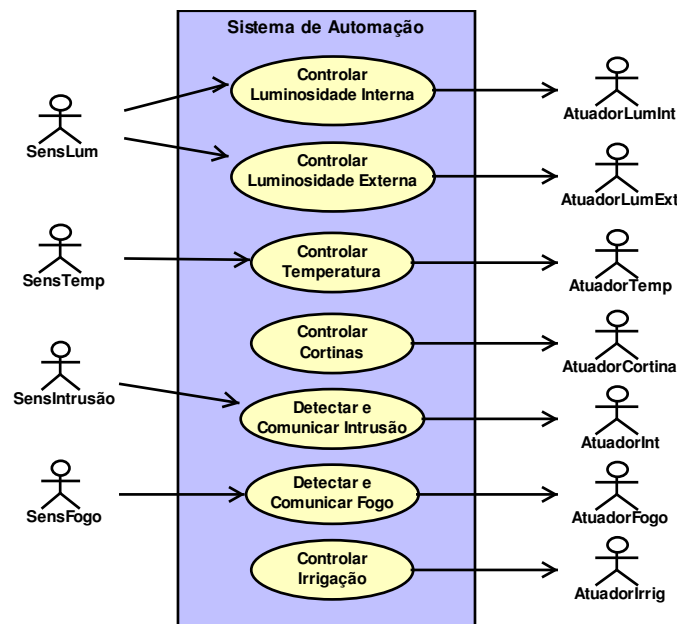 Sistema de Automação
Controlar
Luminosidade Interna
AtuadorLumInt
SensLum
Controlar
Luminosidade Externa
AtuadorLumExt
Controlar
Temperatura
SensTemp
AtuadorTemp
Controlar
Cortinas
AtuadorCortina
SensIntrusão
Detectar e
Comunicar Intrusão
AtuadorInt
Detectar e
Comunicar Fogo
SensFogo
AtuadorFogo
Controlar
Irrigação
AtuadorIrrig